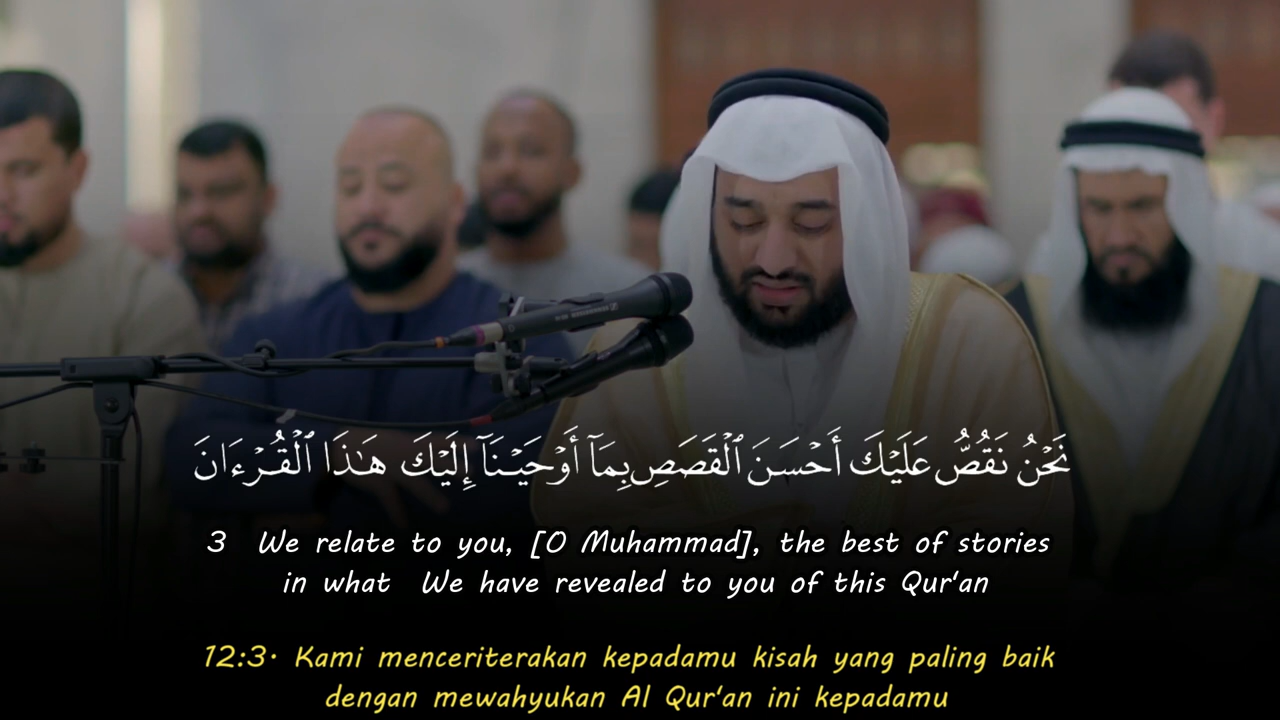 نَحْنُ نَقُصُّ عَلَيْكَ أَحْسَنَ ٱلْقَصَصِ بِمَآ أَوْحَيْنَآ إِلَيْكَ هَـٰذَا ٱلْقُرْءَانَ
3 We relate to you, [O Muhammad], the best of stories
in what We have revealed to you of this Qur'an
12:3· Kami menceriterakan kepadamu kisah yang paling baik
dengan mewahyukan Al Qur'an ini kepadamu